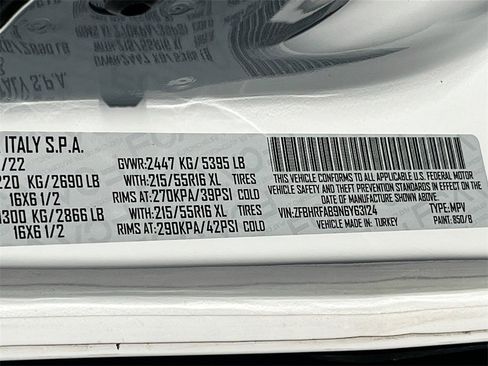 ITALY S.P.A.
/22
GVWR:2447 KG/ 5395 LB
220 KG/2690 LB
WITH:215/55R16 XL TIRES
16X6 1/2
RIMS AT:270KPA/39PSI COLD
1300 KG/2866 LB
WITH:215/55R16 XL TIRES
16X6 1/2
RIMS AT:290KPA/42PSI COLD
THIS VEHICLE CONFORMS TO ALL APPLICABLE U.S. FEDERAL MOTOR
VEHICLE SAFETY AND THEFT PREVENTION STANDARDS IN EFFECT ON
THE DATE OF MANUFACTURE SHOWN ABOVE.
VIN:ZFBHRFAB9N6Y63124
TYPE:MPV
VEHICLE MADE IN: TURKEY
PAINT: 850/B